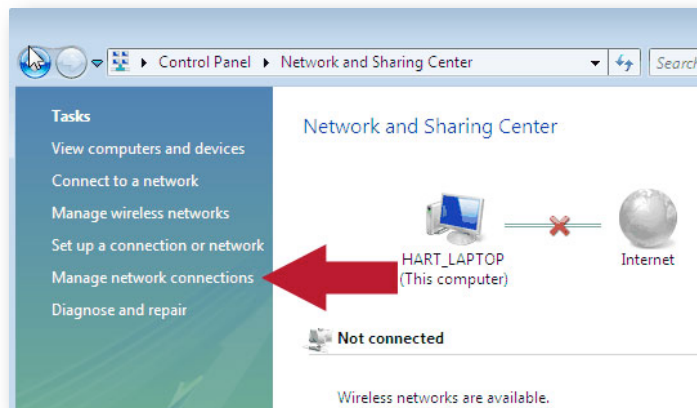 Control Panel Network and Sharing Center Search
Tasks
View computers and devices
Connect to a network
Manage wireless networks
Set up a connection or network
Manage network connections
Diagnose and repair
Network and Sharing Center
HART_LAPTOP
(This computer)
Internet
Not connected
Wireless networks are available.